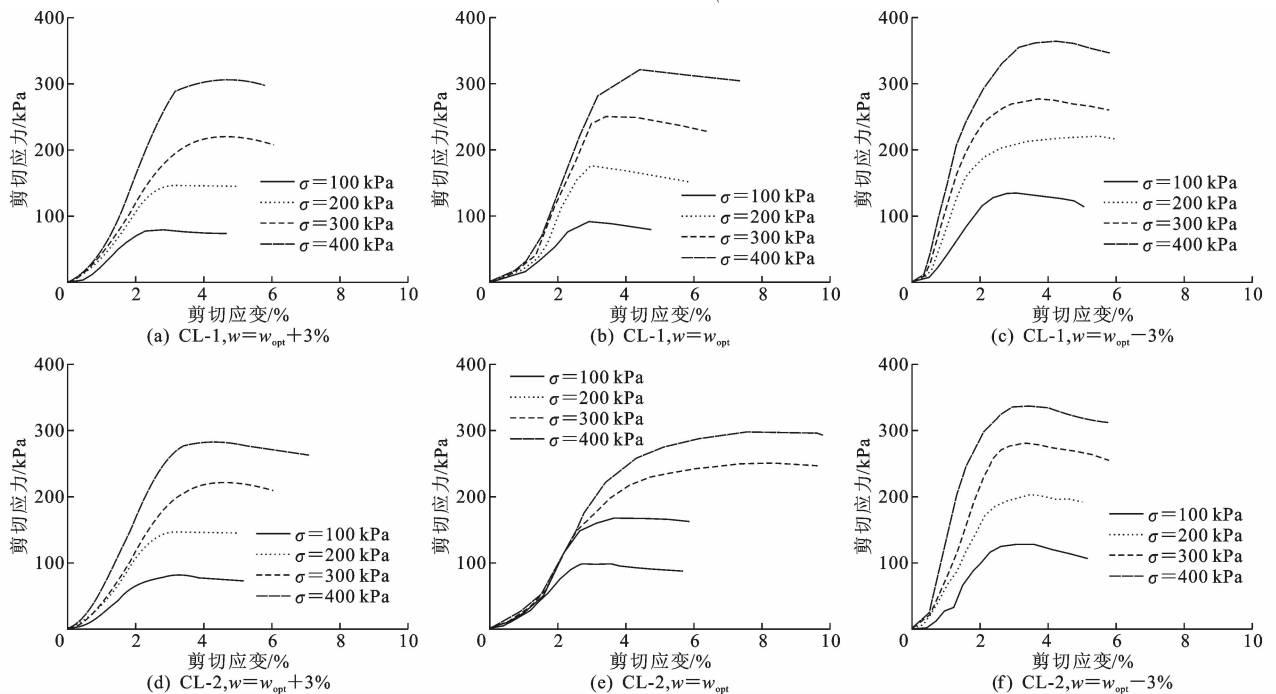 400
300
200
100
0
剪切应力/kPa
σ=100 kPa
σ=200 kPa
σ=300 kPa
σ=400 kPa
0 2 4 6 8 10
剪切应变/%
(a) CL-1,w=wopt+3%
400
300
200
100
剪切应力/kPa
σ=100 kPa
σ=200 kPa
σ=300 kPa
σ=400 kPa
0 2 4 6 8 10
剪切应变/%
(b) CL-1,w=wopt
400
300
200
100
剪切应力/kPa
σ=100 kPa
σ=200 kPa
σ=300 kPa
σ=400 kPa
0 2 4 6 8 10
剪切应变/%
(c) CL-1,w=wopt−3%
400
300
200
100
剪切应力/kPa
σ=100 kPa
σ=200 kPa
σ=300 kPa
σ=400 kPa
0 2 4 6 8 10
剪切应变/%
(d) CL-2,w=wopt+3%
400
300
200
100
剪切应力/kPa
σ=100 kPa
σ=200 kPa
σ=300 kPa
σ=400 kPa
0 2 4 6 8 10
剪切应变/%
(e) CL-2,w=wopt
400
300
200
100
剪切应力/kPa
σ=100 kPa
σ=200 kPa
σ=300 kPa
σ=400 kPa
0 2 4 6 8 10
剪切应变/%
(f) CL-2,w=wopt−3%